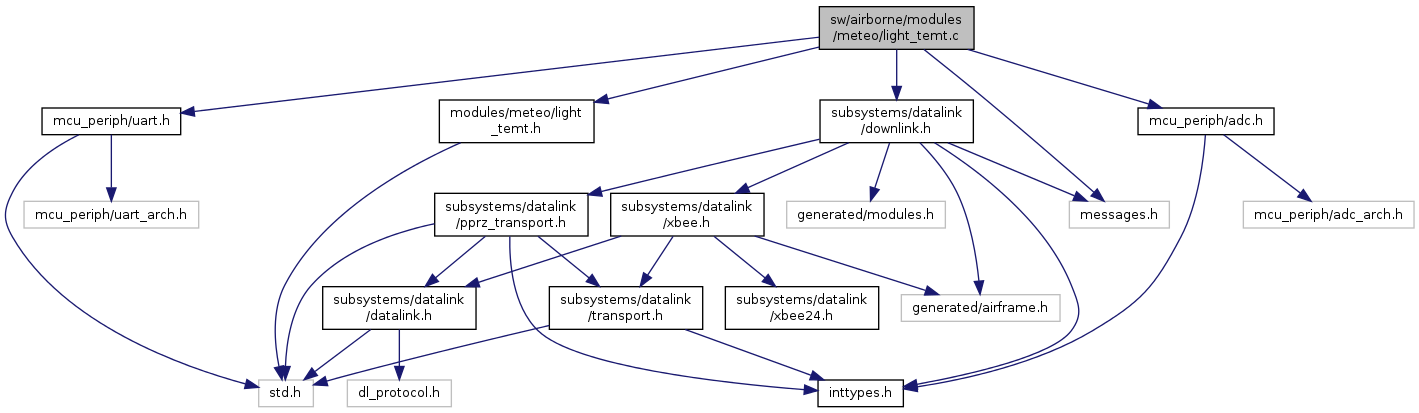 sw/airborne/modules
/meteo/light_temt.c
mcu_periph/uart.h
modules/meteo/light
_temt.h
subsystems/datalink
/downlink.h
mcu_periph/adc.h
mcu_periph/uart_arch.h
subsystems/datalink
/pprz_transport.h
subsystems/datalink
/xbee.h
generated/modules.h
messages.h
mcu_periph/adc_arch.h
subsystems/datalink
/datalink.h
subsystems/datalink
/transport.h
subsystems/datalink
/xbee24.h
generated/airframe.h
std.h
dl_protocol.h
inttypes.h